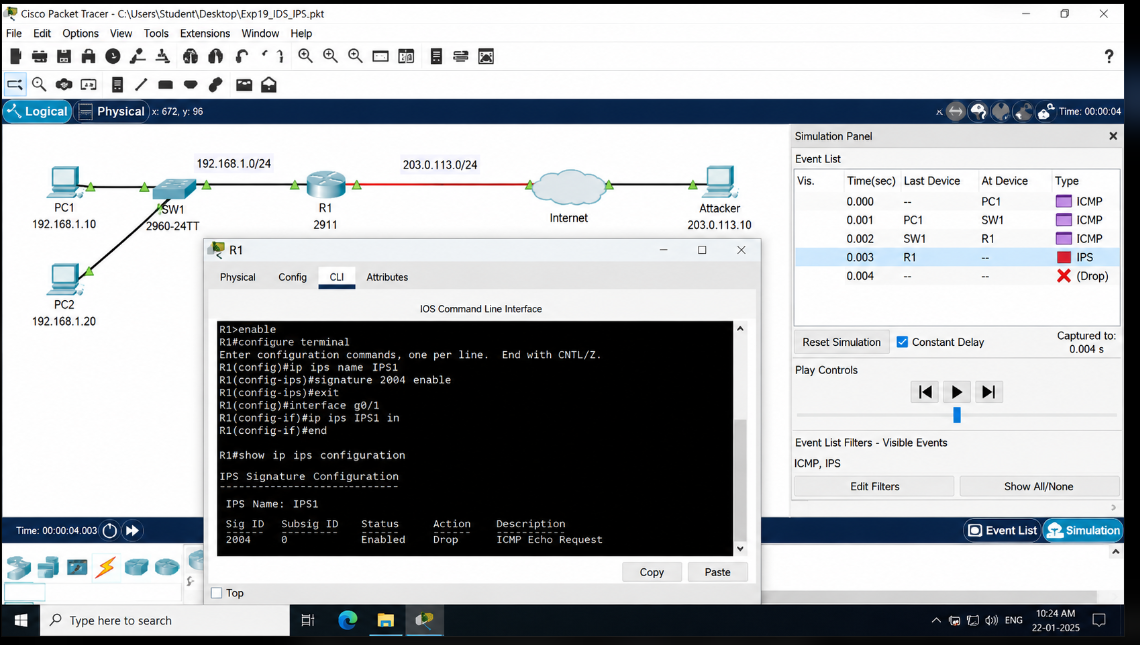 Cisco Packet Tracer - C:\Users\Student\Desktop\Exp19_IDS_IPS.pkt
File Edit Options View Tools Extensions Window Help
?
Logical Physical x: 672, y: 96 Time: 00:00:04
192.168.1.0/24 203.0.113.0/24
PC1
192.168.1.10
SW1
2960-24TT
R1
2911
Internet
Attacker
203.0.113.10
PC2
192.168.1.20
R1
Physical Config CLI Attributes
IOS Command Line Interface
R1>enable
R1#configure terminal
Enter configuration commands, one per line. End with CNTL/Z.
R1(config)#ip ips name IPS1
R1(config-ips)#signature 2004 enable
R1(config-ips)#exit
R1(config)#interface g0/1
R1(config-if)#ip ips IPS1 in
R1(config-if)#end
R1#show ip ips configuration
IPS Signature Configuration
-----------------------------
IPS Name: IPS1
Sig ID Subsig ID Status Action Description
------ --------- ------ ------ -----------
2004 0 Enabled Drop ICMP Echo Request
Copy Paste
Top
Simulation Panel
Event List
Vis. Time(sec) Last Device At Device Type
0.000 -- PC1 ICMP
0.001 PC1 SW1 ICMP
0.002 SW1 R1 ICMP
0.003 R1 -- IPS
0.004 -- -- (Drop)
Reset Simulation Constant Delay Captured to:
0.004 s
Play Controls
Event List Filters - Visible Events
ICMP, IPS
Edit Filters Show All/None
Time: 00:00:04.003 Event List Simulation
Type here to search
ENG 10:24 AM
22-01-2025